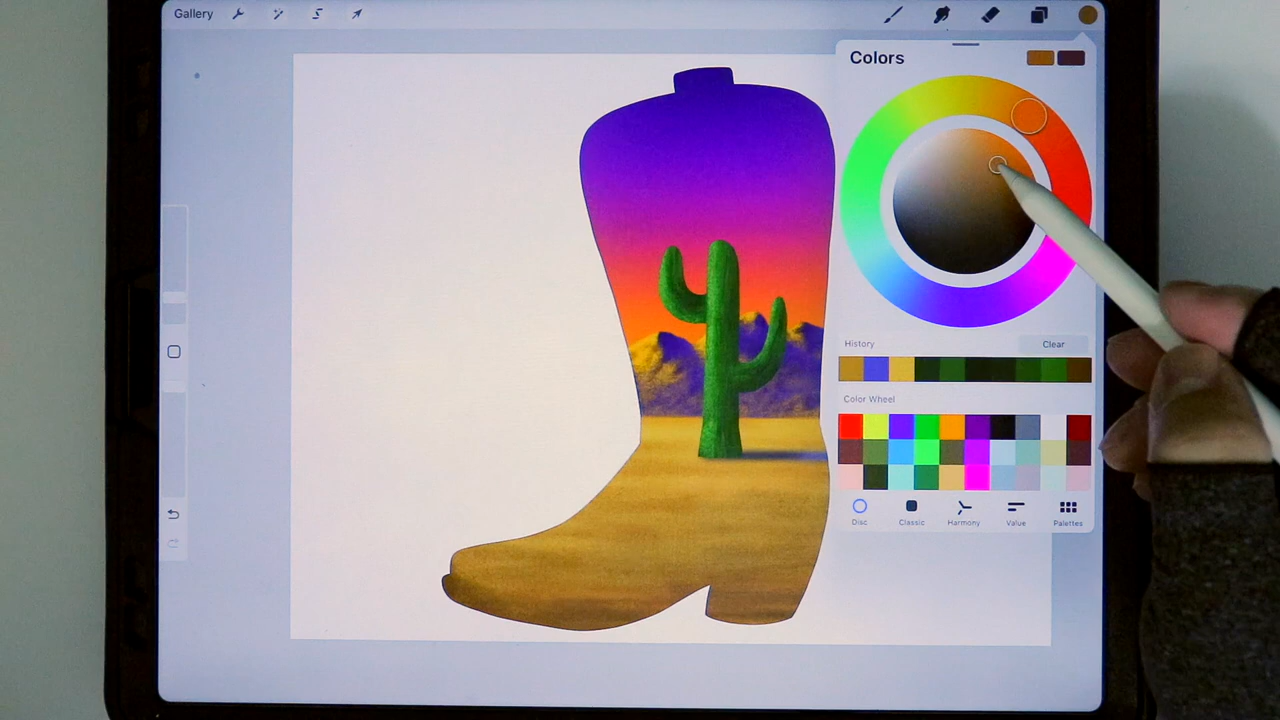 Gallery
Colors
History
Clear
Color Wheel
Disc
Classic
Harmony
Value
Palettes